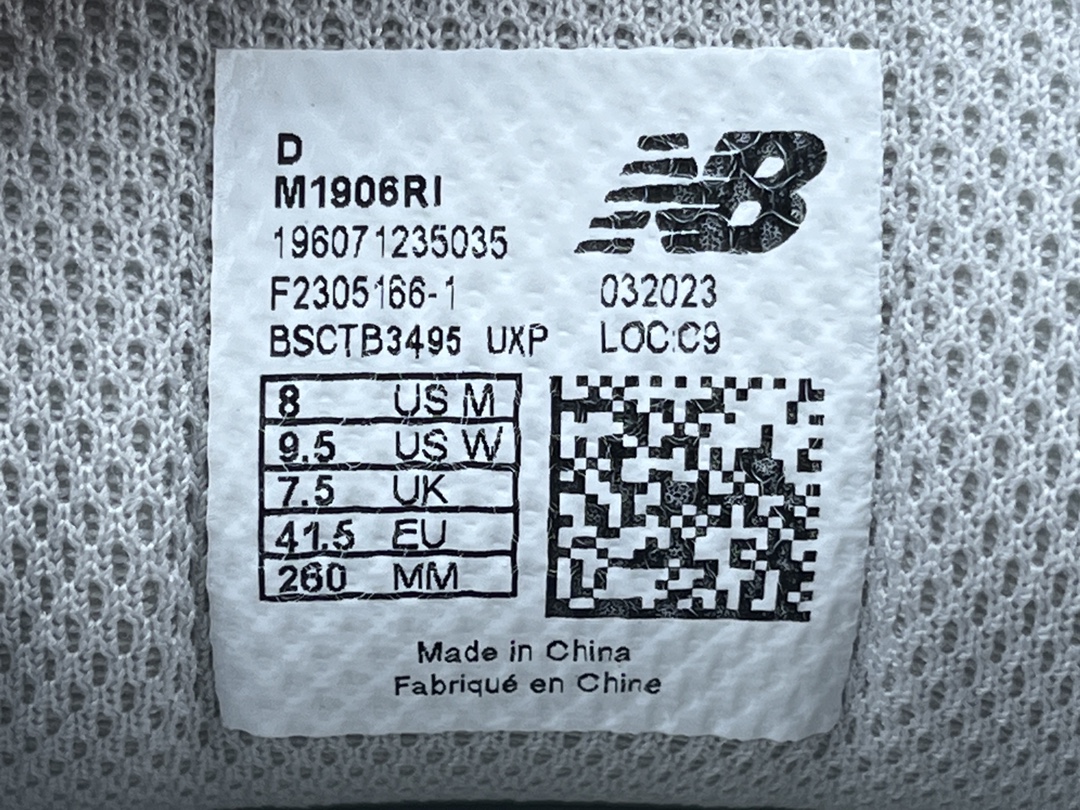 D
M1906RI
NB
196071235035
F2305166-1 032023
BSCTB3495 UXP LOC:C9
8 US M
9.5 US W
7.5 UK
41.5 EU
260 MM
Made in China
Fabriqué en Chine